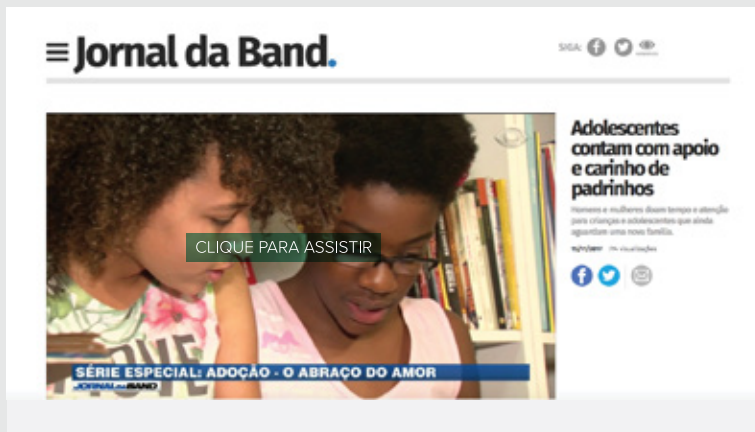 Jornal da Band.
SIGA:
Adolescentes
contam com apoio
e carinho de
padrinhos
Homens e mulheres doam tempo e atenção
para crianças e adolescentes que ainda
aguardam uma nova família.
CLIQUE PARA ASSISTIR
SÉRIE ESPECIAL: ADOÇÃO - O ABRAÇO DO AMOR
JORNAL DA BAND
MOVE